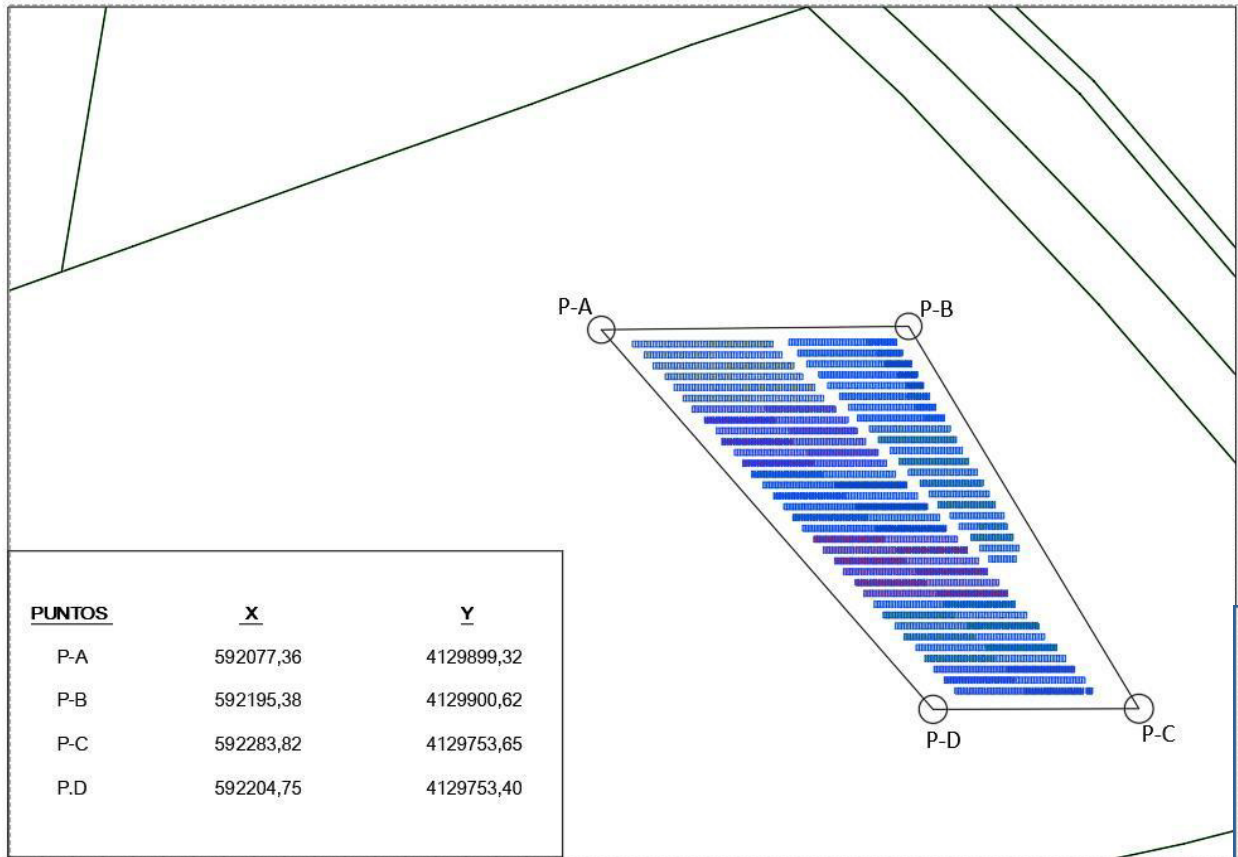 P-A
P-B
P-D
P-C
PUNTOS X Y
P-A 592077,36 4129899,32
P-B 592195,38 4129900,62
P-C 592283,82 4129753,65
P.D 592204,75 4129753,40